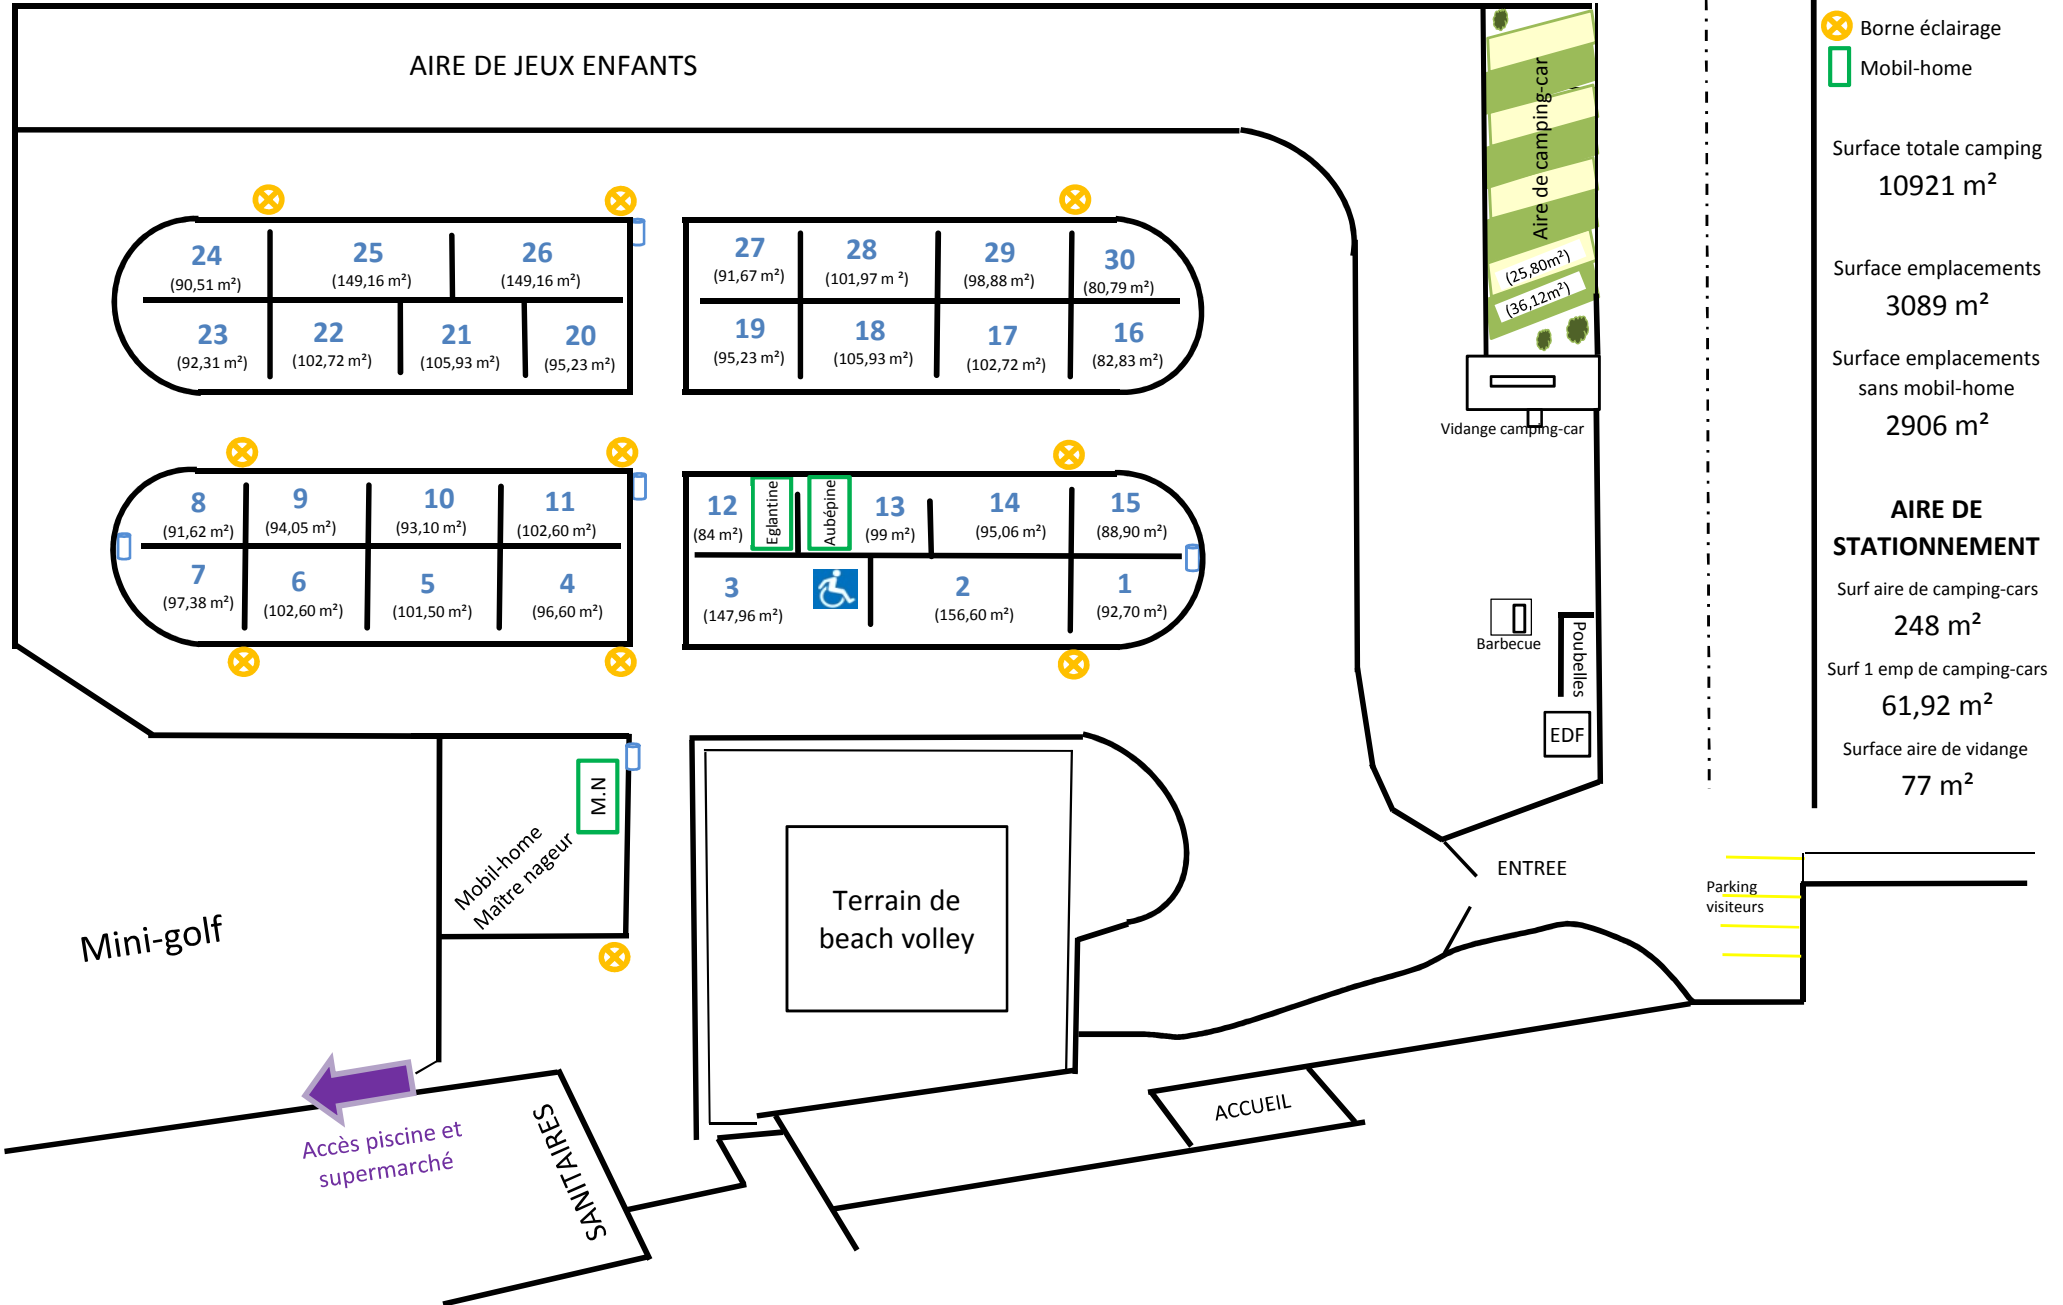 AIRE DE JEUX ENFANTS
Aire de camping-car
(25,80m²)
(36,12m²)
Vidange camping-car
Borne éclairage
Mobil-home
Surface totale camping
10921 m²
Surface emplacements
3089 m²
Surface emplacements
sans mobil-home
2906 m²
AIRE DE
STATIONNEMENT
Surf aire de camping-cars
248 m²
Surf 1 emp de camping-cars
61,92 m²
Surface aire de vidange
77 m²
24
(90,51 m²)
25
(149,16 m²)
26
(149,16 m²)
23
(92,31 m²)
22
(102,72 m²)
21
(105,93 m²)
20
(95,23 m²)
27
(91,67 m²)
28
(101,97 m ²)
29
(98,88 m²)
30
(80,79 m²)
19
(95,23 m²)
18
(105,93 m²)
17
(102,72 m²)
16
(82,83 m²)
8
(91,62 m²)
9
(94,05 m²)
10
(93,10 m²)
11
(102,60 m²)
7
(97,38 m²)
6
(102,60 m²)
5
(101,50 m²)
4
(96,60 m²)
12
(84 m²)
Eglantine
Aubépine
13
(99 m²)
14
(95,06 m²)
15
(88,90 m²)
3
(147,96 m²)
2
(156,60 m²)
1
(92,70 m²)
Barbecue
Poubelles
EDF
M.N
Mobil-home
Maître nageur
Mini-golf
Terrain de
beach volley
ENTREE
Parking
visiteurs
ACCUEIL
SANITAIRES
Accès piscine et
supermarché